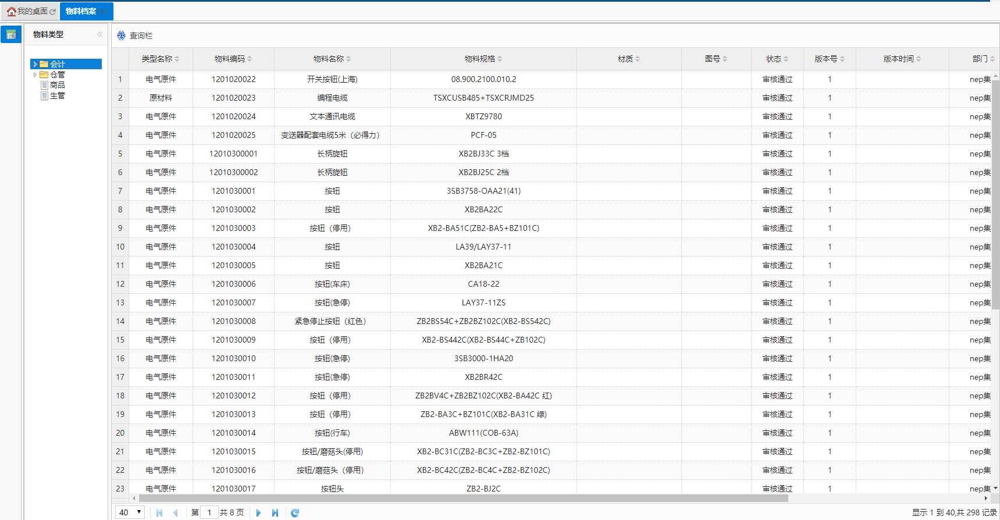 我的桌面 物料档案
物料类型
会计
仓管
商品
生管
查询栏
类型名称 物料编码 物料名称 物料规格 材质 图号 状态 版本号 版本时间 部门
1 电气原件 1201020022 开关按钮(上海) 08.900.2100.010.2 审核通过 1 nep集
2 原材料 1201020023 编程电缆 TSXCUSB485+TSXCRJMD25 审核通过 1 nep集
3 电气原件 1201020024 文本通讯电缆 XBTZ9780 审核通过 1 nep集
4 电气原件 1201020025 变送器配套电缆5米（必得力） PCF-05 审核通过 1 nep集
5 电气原件 12010300001 长柄旋钮 XB2BJ33C 3档 审核通过 1 nep集
6 电气原件 12010300002 长柄旋钮 XB2BJ25C 2档 审核通过 1 nep集
7 电气原件 1201030001 按钮 3SB3758-OAA21(41) 审核通过 1 nep集
8 电气原件 1201030002 按钮 XB2BA22C 审核通过 1 nep集
9 电气原件 1201030003 按钮（停用） XB2-BA51C(ZB2-BA5+BZ101C) 审核通过 1 nep集
10 电气原件 1201030004 按钮 LA39/LAY37-11 审核通过 1 nep集
11 电气原件 1201030005 按钮 XB2BA21C 审核通过 1 nep集
12 电气原件 1201030006 按钮(车床) CA18-22 审核通过 1 nep集
13 电气原件 1201030007 按钮(急停) LAY37-11ZS 审核通过 1 nep集
14 电气原件 1201030008 紧急停止按钮（红色） ZB2BS54C+ZB2BZ102C(XB2-BS542C) 审核通过 1 nep集
15 电气原件 1201030009 按钮（停用） XB2-BS442C(XB2-BS44C+ZB102C) 审核通过 1 nep集
16 电气原件 1201030010 按钮(急停) 3SB3000-1HA20 审核通过 1 nep集
17 电气原件 1201030011 按钮(急停) XB2BR42C 审核通过 1 nep集
18 电气原件 1201030012 按钮（停用） ZB2BV4C+ZB2BZ102C(XB2-BA42C 红) 审核通过 1 nep集
19 电气原件 1201030013 按钮（停用） ZB2-BA3C+BZ101C(XB2-BA31C 绿) 审核通过 1 nep集
20 电气原件 1201030014 按钮(行车) ABW111(COB-63A) 审核通过 1 nep集
21 电气原件 1201030015 按钮/磨菇头(停用) XB2-BC31C(ZB2-BC3C+ZB2-BZ101C) 审核通过 1 nep集
22 电气原件 1201030016 按钮/磨菇头（停用） XB2-BC42C(ZB2-BC4C+ZB2-BZ102C) 审核通过 1 nep集
23 电气原件 1201030017 按钮头 ZB2-BJ2C 审核通过 1 nep集
40 第 1 共 8 页 显示 1 到 40,共 298 记录